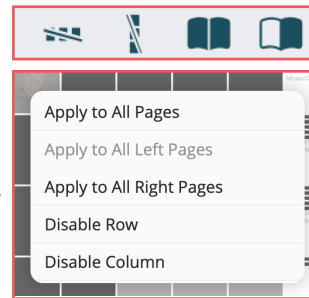 Apply to All Pages
Apply to All Left Pages
Apply to All Right Pages
Disable Row
Disable Column